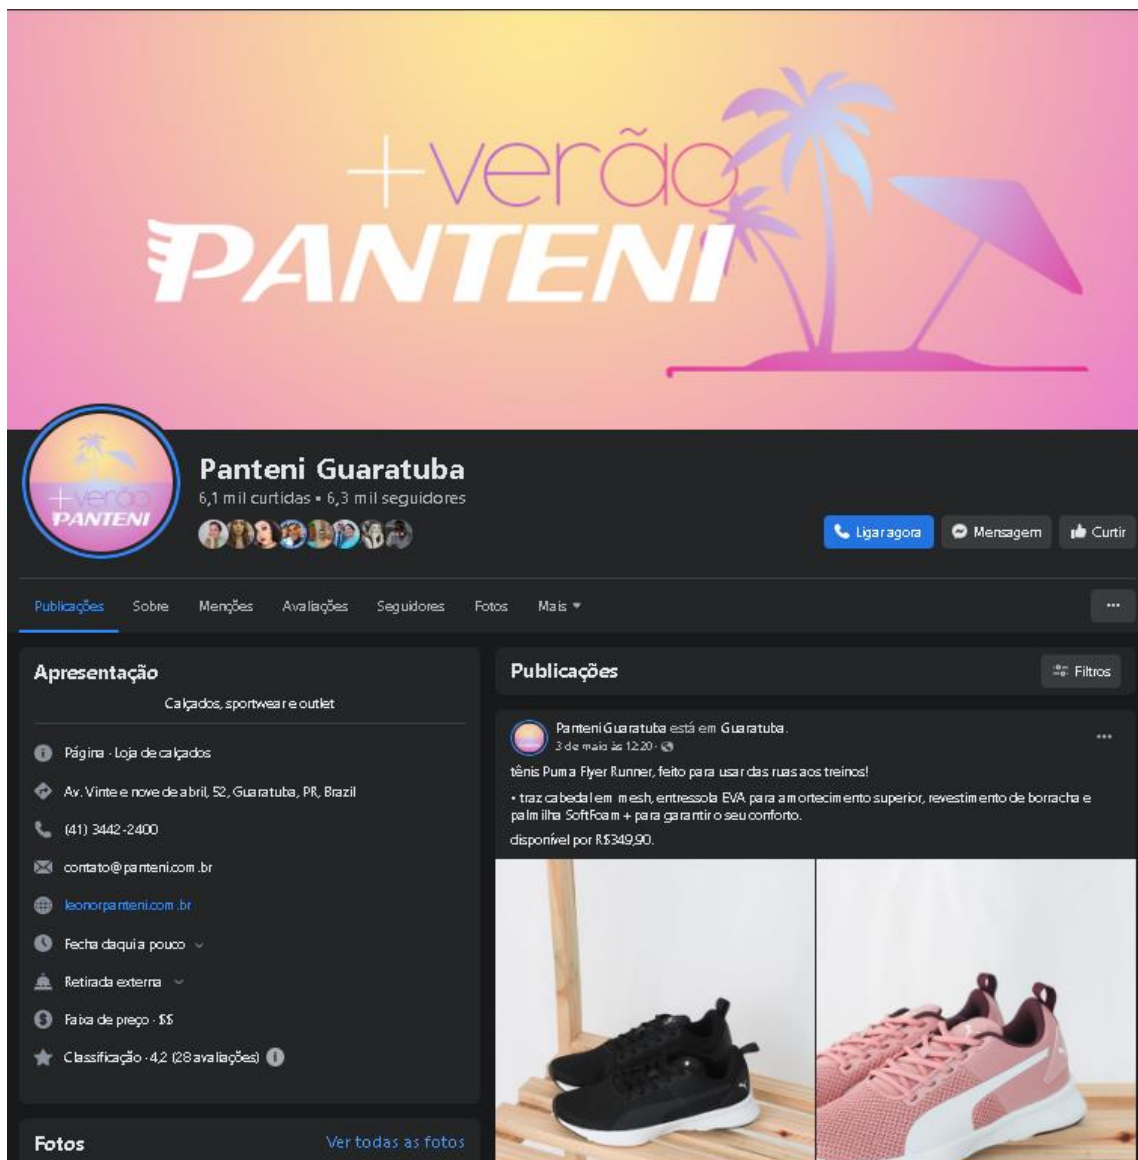 +verão
PANTENI
+verão
PANTENI
Panteni Guaratuba
6,1 mil curtidas • 6,3 mil seguidores
Ligar agora
Mensagem
Curtir
Publicações
Sobre
Menções
Avaliações
Seguidores
Fotos
Mais
Apresentação
Calçados, sportwear e outlet
Página · Loja de calçados
Av. Vinte e nove de abril, 52, Guaratuba, PR, Brazil
(41) 3442-2400
contato@panteni.com.br
leonorpanteni.com.br
Fecha daqui a pouco
Retirada externa
Faixa de preço · $$
Classificação · 4,2 (28 avaliações)
Fotos
Ver todas as fotos
Publicações
Filtros
Panteni Guaratuba está em Guaratuba.
3 de maio às 12:20 ·
tênis Puma Flyer Runner, feito para usar das ruas aos treinos!
• traz cabedal em mesh, entressola EVA para amortecimento superior, revestimento de borracha e
palmilha SoftFoam + para garantir o seu conforto.
disponível por R$349,90.